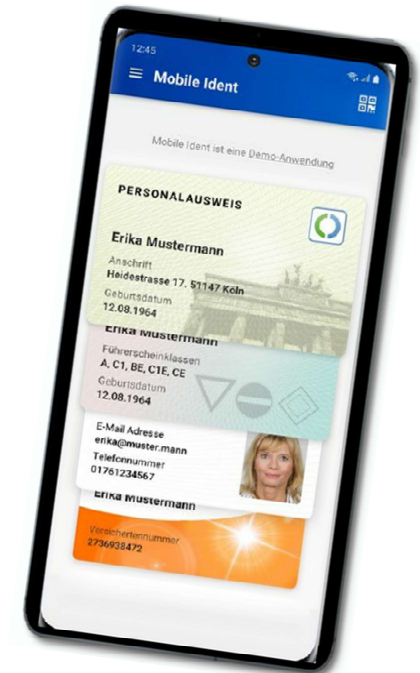 12:45
Mobile Ident
Mobile Ident ist eine Demo-Anwendung
PERSONALAUSWEIS
Erika Mustermann
Anschrift
Heidestrasse 17, 51147 Köln
Geburtsdatum
12.08.1964
Erika Mustermann
Führerscheinklassen
A, C1, BE, C1E, CE
Geburtsdatum
12.08.1964
E-Mail Adresse
erika@muster.mann
Telefonnummer
01761234567
Erika Mustermann
Versichertennummer
2736938472